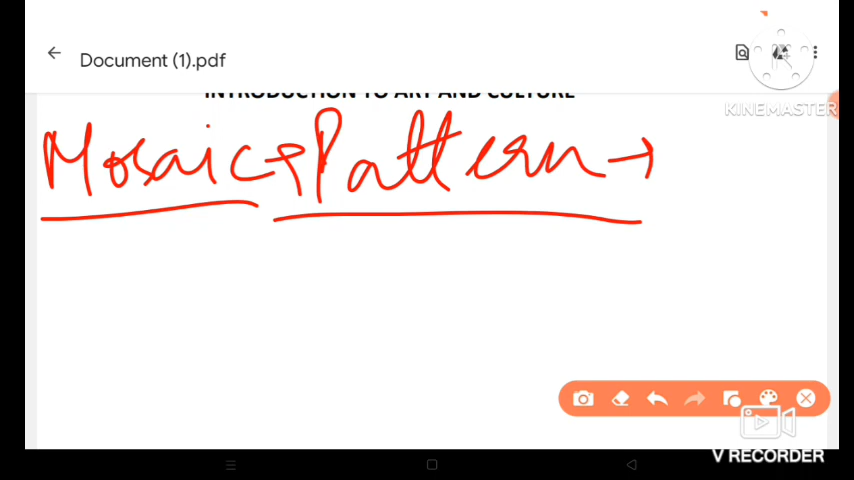 Document (1).pdf
KINEMASTER
INTRODUCTION TO ART AND CULTURE
Mosaic → Pattern →
V RECORDER